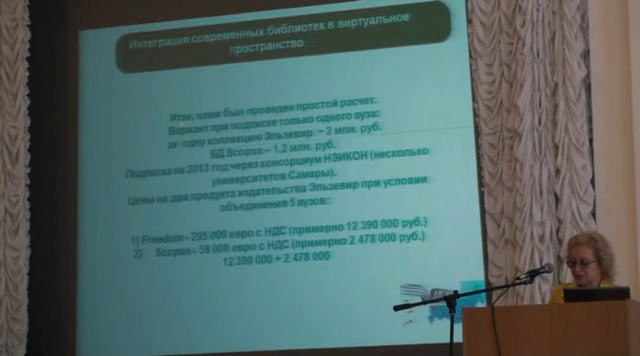 Интеграция современных библиотек в виртуальное
пространство
Итак, нами был проведен простой расчет.
Вариант при подписке только одного вуза:
за одну коллекцию Эльзевир ~ 2 млн. руб.
БД Scopus – 1,2 млн. руб.
Подписка на 2013 год через консорциум НЭИКОН (несколько
университетов Самары).
Цены на два продукта издательства Эльзевир при условии
объединения 5 вузов:
1) Freedom - 295 000 евро с НДС (примерно 12 390 000 руб.)
2) Scopus - 59 000 евро с НДС (примерно 2 478 000 руб.)
12 390 000 + 2 478 000